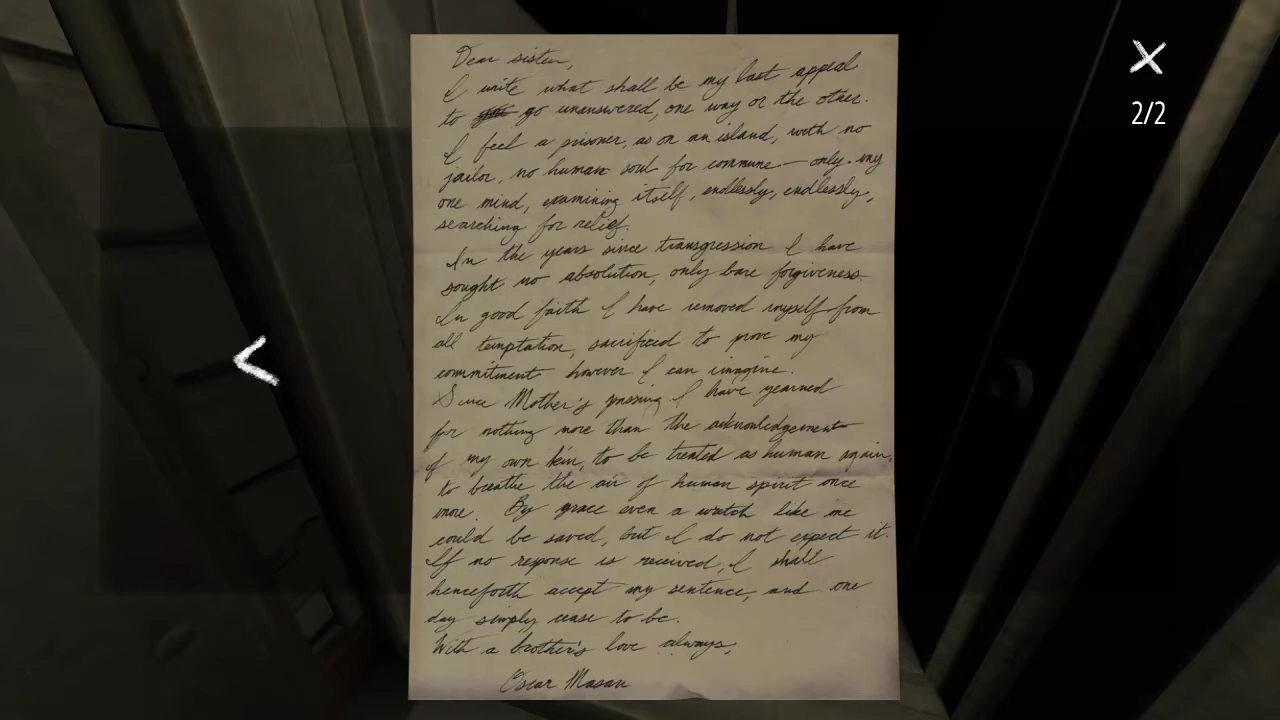 Dear sister,
I write what shall be my last appeal
to go unanswered, one way or the other.
I feel a prisoner, as on an island, with no
jailor, no human soul for commune — only my
one mind, examining itself, endlessly, endlessly,
searching for relief.
In the years since transgression I have
sought no absolution, only bare forgiveness.
In good faith I have removed myself from
all temptation, sacrificed to prove my
commitment however I can imagine.
Since Mother's passing I have yearned
for nothing more than the acknowledgement
of my own kin, to be treated as human again,
to breathe the air of human spirit once
more. By grace even a wretch like me
could be saved, but I do not expect it.
If no response is received, I shall
henceforth accept my sentence, and one
day simply cease to be.
With a brother's love always,
Oscar Mason
2/2